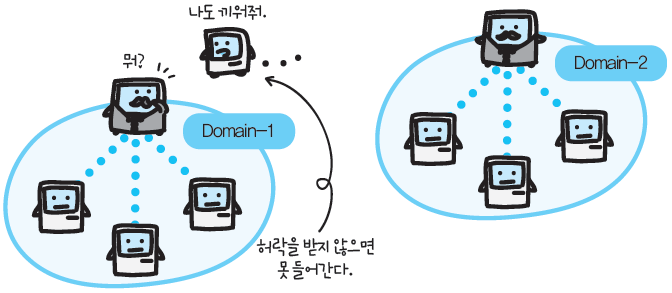 나도 끼워줘.
뭐?
Domain-1
Domain-2
허락을 받지 않으면
못 들어간다.